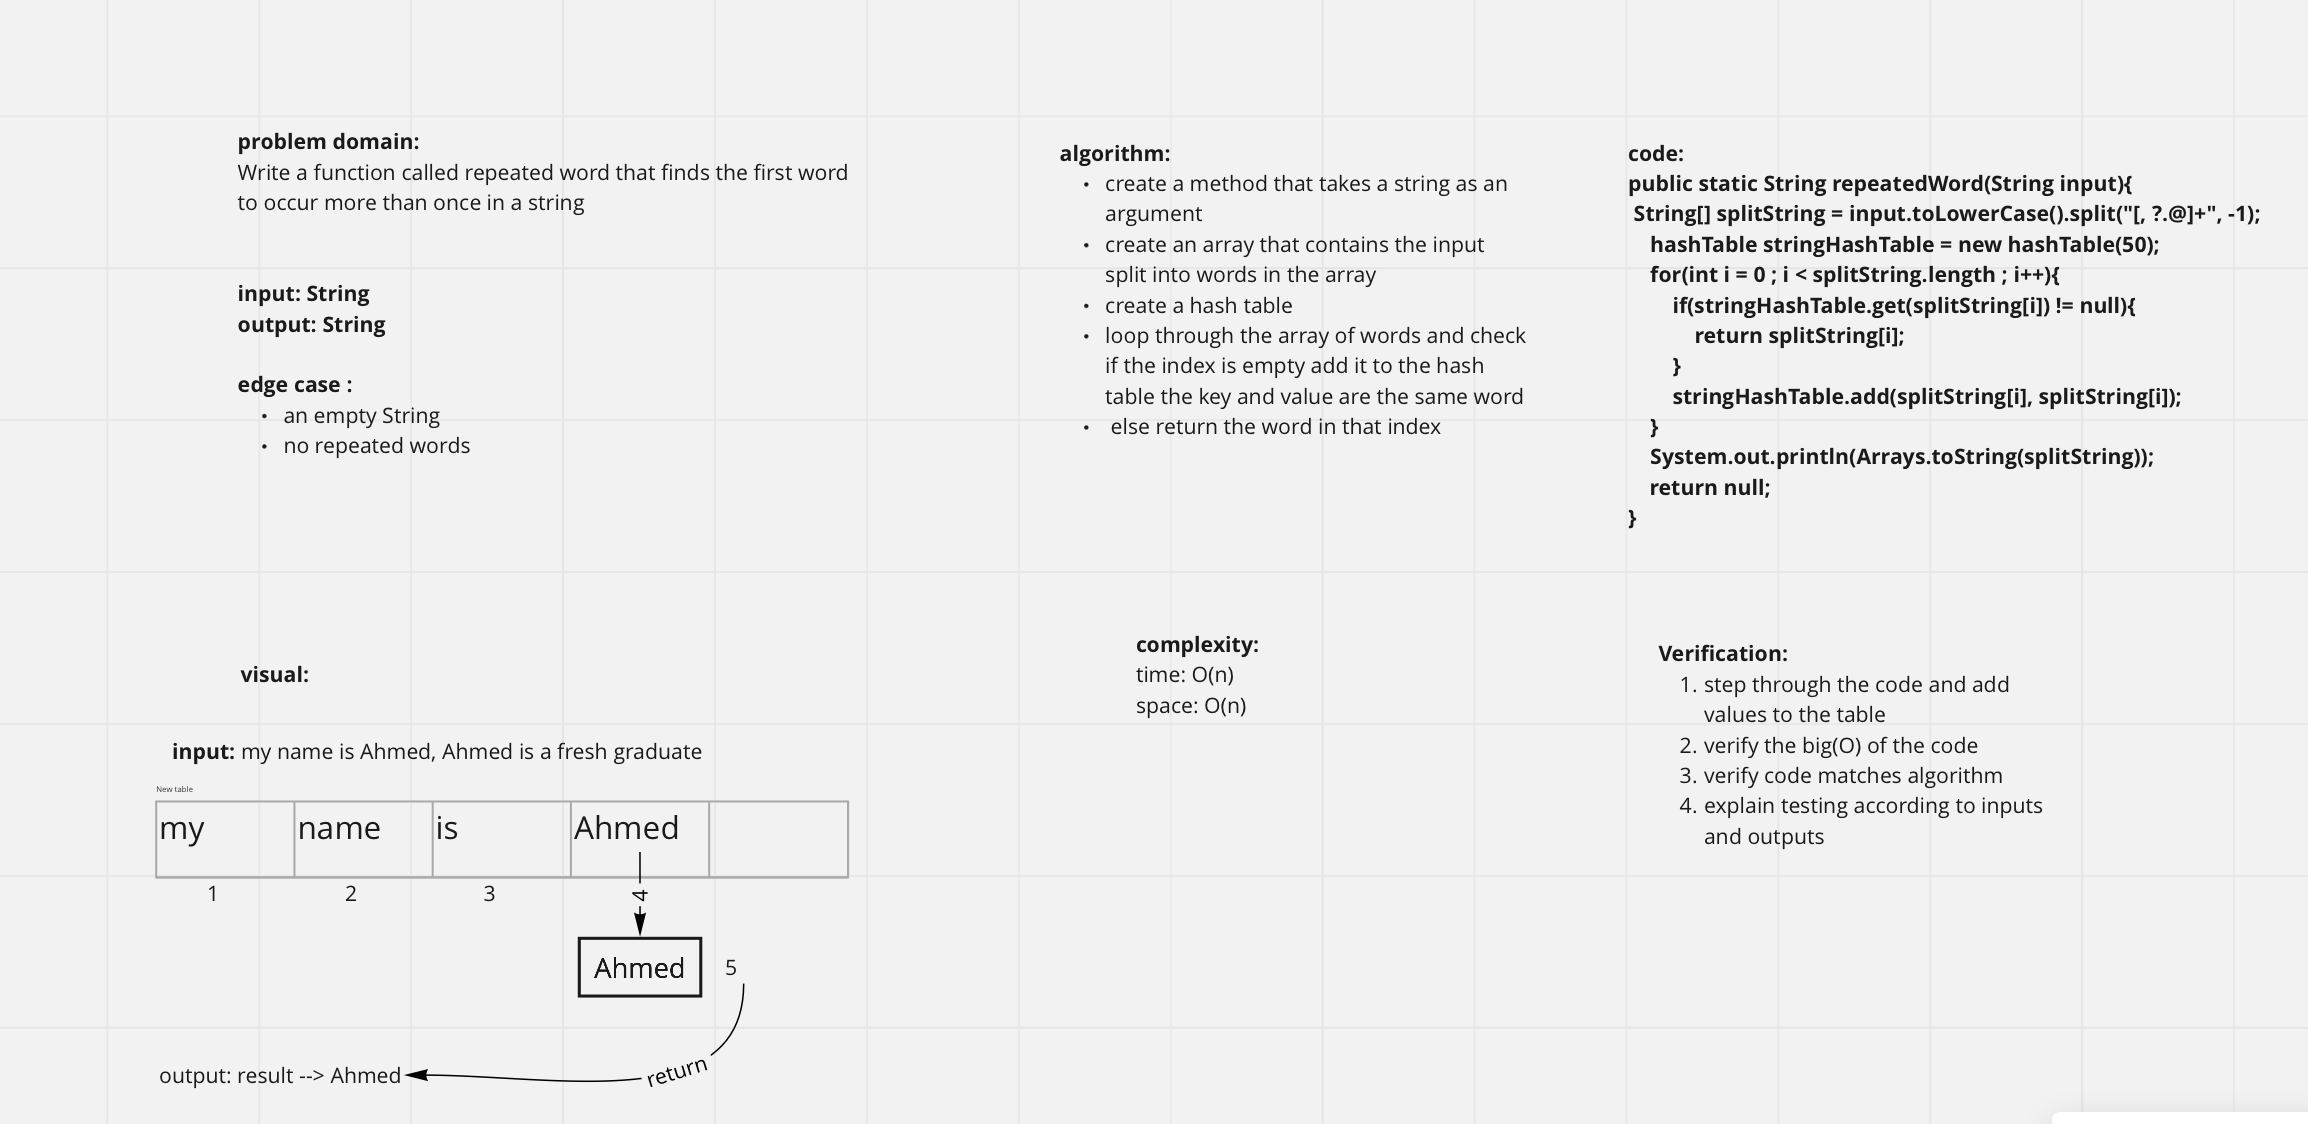 problem domain:
Write a function called repeated word that finds the first word
to occur more than once in a string
input: String
output: String
edge case :
• an empty String
• no repeated words
algorithm:
• create a method that takes a string as an
argument
• create an array that contains the input
split into words in the array
• create a hash table
• loop through the array of words and check
if the index is empty add it to the hash
table the key and value are the same word
• else return the word in that index
code:
public static String repeatedWord(String input){
String[] splitString = input.toLowerCase().split("[, ?.@]+", -1);
hashTable stringHashTable = new hashTable(50);
for(int i = 0 ; i < splitString.length ; i++){
if(stringHashTable.get(splitString[i]) != null){
return splitString[i];
}
stringHashTable.add(splitString[i], splitString[i]);
}
System.out.println(Arrays.toString(splitString));
return null;
}
visual:
input: my name is Ahmed, Ahmed is a fresh graduate
New table
my name is Ahmed
1 2 3 4
Ahmed 5
return
output: result --> Ahmed
complexity:
time: O(n)
space: O(n)
Verification:
1. step through the code and add
values to the table
2. verify the big(O) of the code
3. verify code matches algorithm
4. explain testing according to inputs
and outputs